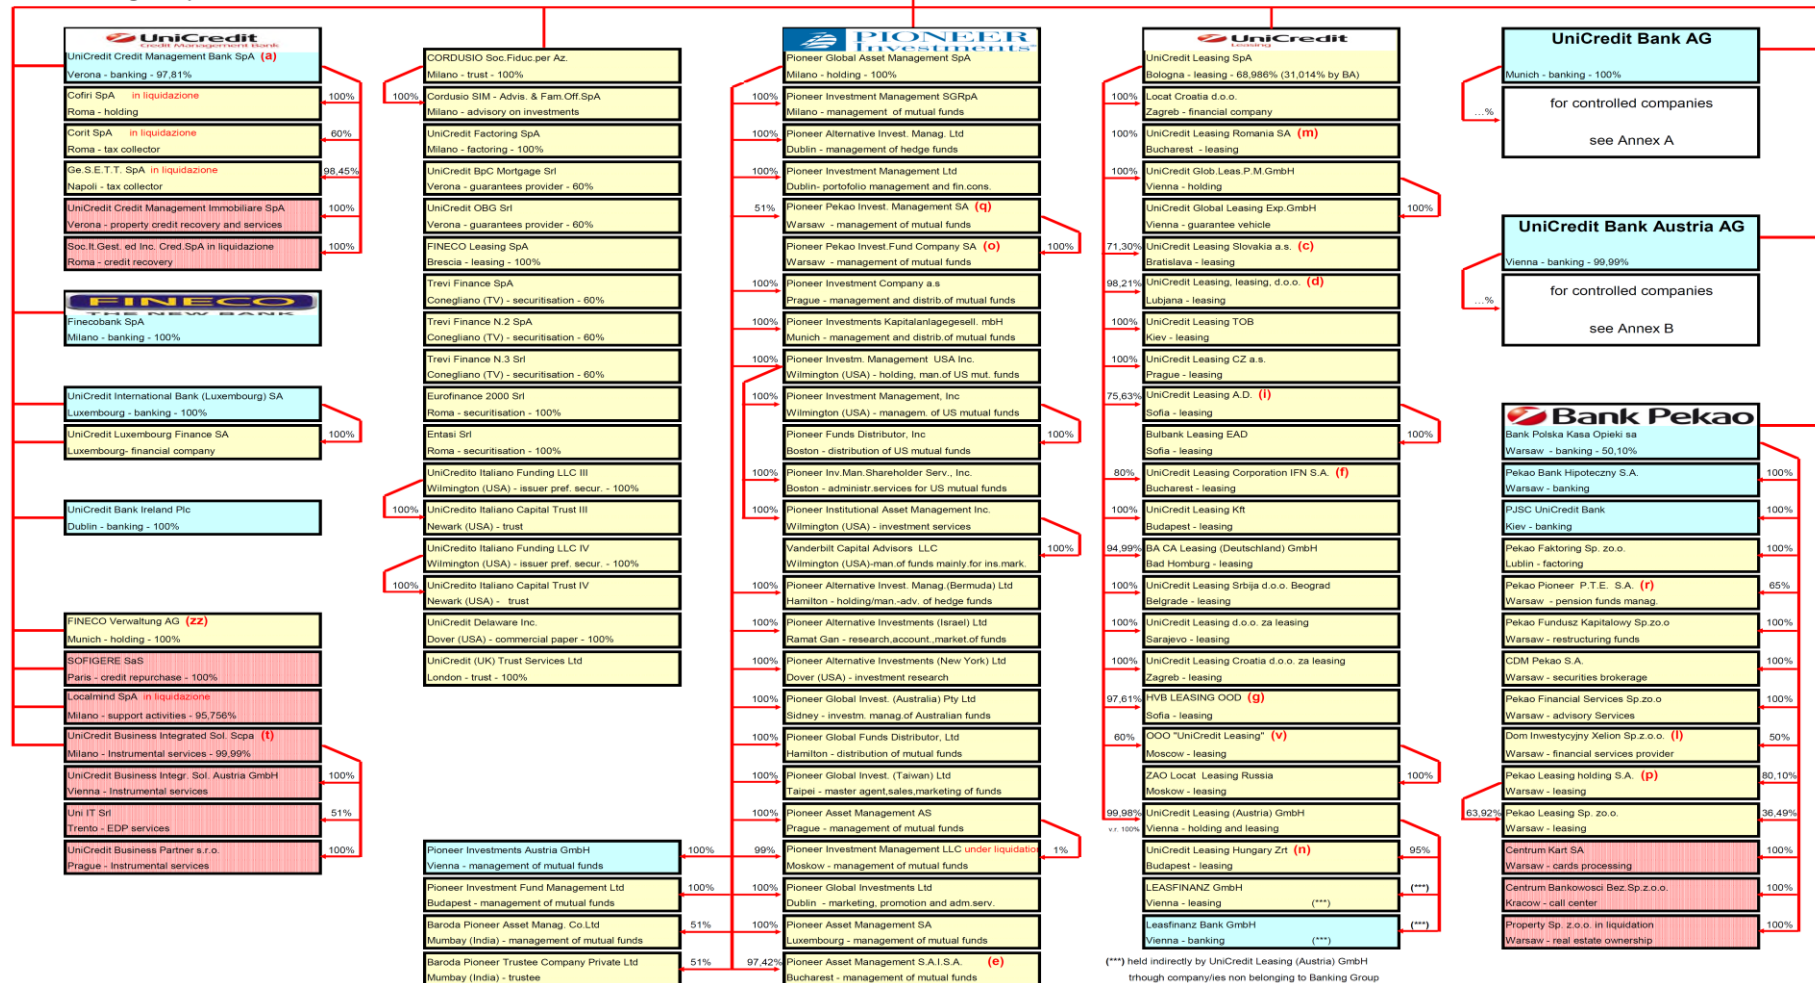 UniCredit
Credit Management Bank
UniCredit Credit Management Bank SpA (a)
Verona - banking - 97,81%
Cofiri SpA in liquidazione
Roma - holding
100%
Corit SpA in liquidazione
Roma - tax collector
60%
Ge.S.E.T.T. SpA in liquidazione
Napoli - tax collector
98,45%
UniCredit Credit Management Immobiliare SpA
Verona - property credit recovery and services
100%
Soc.It.Gest. ed Inc. Cred.SpA in liquidazione
Roma - credit recovery
100%
FINECO
THE NEW BANK
Finecobank SpA
Milano - banking - 100%
UniCredit International Bank (Luxembourg) SA
Luxembourg - banking - 100%
UniCredit Luxembourg Finance SA
Luxembourg- financial company
100%
UniCredit Bank Ireland Plc
Dublin - banking - 100%
FINECO Verwaltung AG (zz)
Munich - holding - 100%
SOFIGERE SaS
Paris - credit repurchase - 100%
Localmind SpA in liquidazione
Milano - support activities - 95,756%
UniCredit Business Integrated Sol. Scpa (t)
Milano - Instrumental services - 99,99%
UniCredit Business Integr. Sol. Austria GmbH
Vienna - Instrumental services
100%
Uni IT Srl
Trento - EDP services
51%
UniCredit Business Partner s.r.o.
Prague - Instrumental services
100%
CORDUSIO Soc.Fiduc.per Az.
Milano - trust - 100%
100%
Cordusio SIM - Advis. & Fam.Off.SpA
Milano - advisory on investments
UniCredit Factoring SpA
Milano - factoring - 100%
UniCredit BpC Mortgage Srl
Verona - guarantees provider - 60%
UniCredit OBG Srl
Verona - guarantees provider - 60%
FINECO Leasing SpA
Brescia - leasing - 100%
Trevi Finance SpA
Conegliano (TV) - securitisation - 60%
Trevi Finance N.2 SpA
Conegliano (TV) - securitisation - 60%
Trevi Finance N.3 Srl
Conegliano (TV) - securitisation - 60%
Eurofinance 2000 Srl
Roma - securitisation - 100%
Entasi Srl
Roma - securitisation - 100%
UniCredito Italiano Funding LLC III
Wilmington (USA) - issuer pref. secur. - 100%
100%
UniCredito Italiano Capital Trust III
Newark (USA) - trust
UniCredito Italiano Funding LLC IV
Wilmington (USA) - issuer pref. secur. - 100%
100%
UniCredito Italiano Capital Trust IV
Newark (USA) - trust
UniCredit Delaware Inc.
Dover (USA) - commercial paper - 100%
UniCredit (UK) Trust Services Ltd
London - trust - 100%
Pioneer Investments Austria GmbH
Vienna - management of mutual funds
100%
Pioneer Investment Fund Management Ltd
Budapest - management of mutual funds
100%
Baroda Pioneer Asset Manag. Co.Ltd
Mumbay (India) - management of mutual funds
51%
Baroda Pioneer Trustee Company Private Ltd
Mumbay (India) - trustee
51%
PIONEER
Investments®
Pioneer Global Asset Management SpA
Milano - holding - 100%
100%
Pioneer Investment Management SGRpA
Milano - management of mutual funds
100%
Pioneer Alternative Invest. Manag. Ltd
Dublin - management of hedge funds
100%
Pioneer Investment Management Ltd
Dublin- portofolio management and fin.cons.
51%
Pioneer Pekao Invest. Management SA (q)
Warsaw - management of mutual funds
Pioneer Pekao Invest.Fund Company SA (o)
Warsaw - management of mutual funds
100%
100%
Pioneer Investment Company a.s
Prague - management and distrib.of mutual funds
100%
Pioneer Investments Kapitalanlagegesell. mbH
Munich - management and distrib.of mutual funds
100%
Pioneer Investm. Management USA Inc.
Wilmington (USA) - holding, man.of US mut. funds
100%
Pioneer Investment Management, Inc
Wilmington (USA) - managem. of US mutual funds
Pioneer Funds Distributor, Inc
Boston - distribution of US mutual funds
100%
100%
Pioneer Inv.Man.Shareholder Serv., Inc.
Boston - administr.services for US mutual funds
100%
Pioneer Institutional Asset Management Inc.
Wilmington (USA) - investment services
Vanderbilt Capital Advisors LLC
Wilmington (USA)-man.of funds mainly.for ins.mark.
100%
100%
Pioneer Alternative Invest. Manag.(Bermuda) Ltd
Hamilton - holding/man.-adv. of hedge funds
100%
Pioneer Alternative Investments (Israel) Ltd
Ramat Gan - research,account.,market.of funds
100%
Pioneer Alternative Investments (New York) Ltd
Dover (USA) - investment research
100%
Pioneer Global Invest. (Australia) Pty Ltd
Sidney - investm. manag.of Australian funds
100%
Pioneer Global Funds Distributor, Ltd
Hamilton - distribution of mutual funds
100%
Pioneer Global Invest. (Taiwan) Ltd
Taipei - master agent,sales,marketing of funds
100%
Pioneer Asset Management AS
Prague - management of mutual funds
99%
Pioneer Investment Management LLC under liquidation
Moskow - management of mutual funds
1%
100%
Pioneer Global Investments Ltd
Dublin - marketing, promotion and adm.serv.
100%
Pioneer Asset Management SA
Luxembourg - management of mutual funds
97,42%
Pioneer Asset Management S.A.I.S.A. (e)
Bucharest - management of mutual funds
UniCredit
Leasing
UniCredit Leasing SpA
Bologna - leasing - 68,986% (31,014% by BA)
100%
Locat Croatia d.o.o.
Zagreb - financial company
100%
UniCredit Leasing Romania SA (m)
Bucharest - leasing
100%
UniCredit Glob.Leas.P.M.GmbH
Vienna - holding
UniCredit Global Leasing Exp.GmbH
Vienna - guarantee vehicle
100%
71,30%
UniCredit Leasing Slovakia a.s. (c)
Bratislava - leasing
98,21%
UniCredit Leasing, leasing, d.o.o. (d)
Lubjana - leasing
100%
UniCredit Leasing TOB
Kiev - leasing
100%
UniCredit Leasing CZ a.s.
Prague - leasing
75,63%
UniCredit Leasing A.D. (i)
Sofia - leasing
Bulbank Leasing EAD
Sofia - leasing
100%
80%
UniCredit Leasing Corporation IFN S.A. (f)
Bucharest - leasing
100%
UniCredit Leasing Kft
Budapest - leasing
94,99%
BA CA Leasing (Deutschland) GmbH
Bad Homburg - leasing
100%
UniCredit Leasing Srbija d.o.o. Beograd
Belgrade - leasing
100%
UniCredit Leasing d.o.o. za leasing
Sarajevo - leasing
100%
UniCredit Leasing Croatia d.o.o. za leasing
Zagreb - leasing
97,61%
HVB LEASING OOD (g)
Sofia - leasing
60%
OOO "UniCredit Leasing" (v)
Moscow - leasing
ZAO Locat Leasing Russia
Moskow - leasing
100%
99,98%
v.r. 100%
UniCredit Leasing (Austria) GmbH
Vienna - holding and leasing
UniCredit Leasing Hungary Zrt (n)
Budapest - leasing
95%
LEASFINANZ GmbH
Vienna - leasing (***)
(***)
Leasfinanz Bank GmbH
Vienna - banking (***)
(***)
(***) held indirectly by UniCredit Leasing (Austria) GmbH
trhough company/ies non belonging to Banking Group
UniCredit Bank AG
Munich - banking - 100%
...%
for controlled companies
see Annex A
UniCredit Bank Austria AG
Vienna - banking - 99,99%
...%
for controlled companies
see Annex B
Bank Pekao
Bank Polska Kasa Opieki sa
Warsaw - banking - 50,10%
Pekao Bank Hipoteczny S.A.
Warsaw - banking
100%
PJSC UniCredit Bank
Kiev - banking
100%
Pekao Faktoring Sp. zo.o.
Lublin - factoring
100%
Pekao Pioneer P.T.E. S.A. (r)
Warsaw - pension funds manag.
65%
Pekao Fundusz Kapitalowy Sp.zo.o
Warsaw - restructuring funds
100%
CDM Pekao S.A.
Warsaw - securities brokerage
100%
Pekao Financial Services Sp.zo.o
Warsaw - advisory Services
100%
Dom Inwestycyjny Xelion Sp.z.o.o. (l)
Warsaw - financial services provider
50%
Pekao Leasing holding S.A. (p)
Warsaw - leasing
80,10%
63,92%
Pekao Leasing Sp. zo.o.
Warsaw - leasing
36,49%
Centrum Kart SA
Warsaw - cards processing
100%
Centrum Bankowosci Bez.Sp.z.o.o.
Kracow - call center
100%
Property Sp. z.o.o. in liquidation
Warsaw - real estate ownership
100%